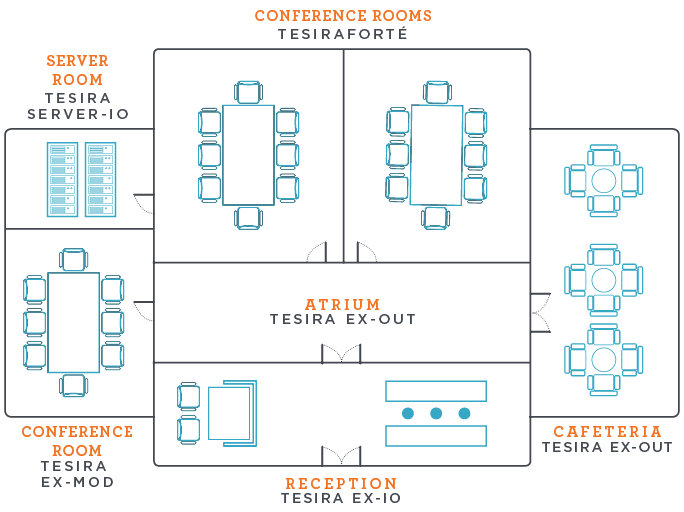 CONFERENCE ROOMS
TESIRAFORTÉ
SERVER
ROOM
TESIRA
SERVER-IO
ATRIUM
TESIRA EX-OUT
CONFERENCE
ROOM
TESIRA
EX-MOD
RECEPTION
TESIRA EX-IO
CAFETERIA
TESIRA EX-OUT